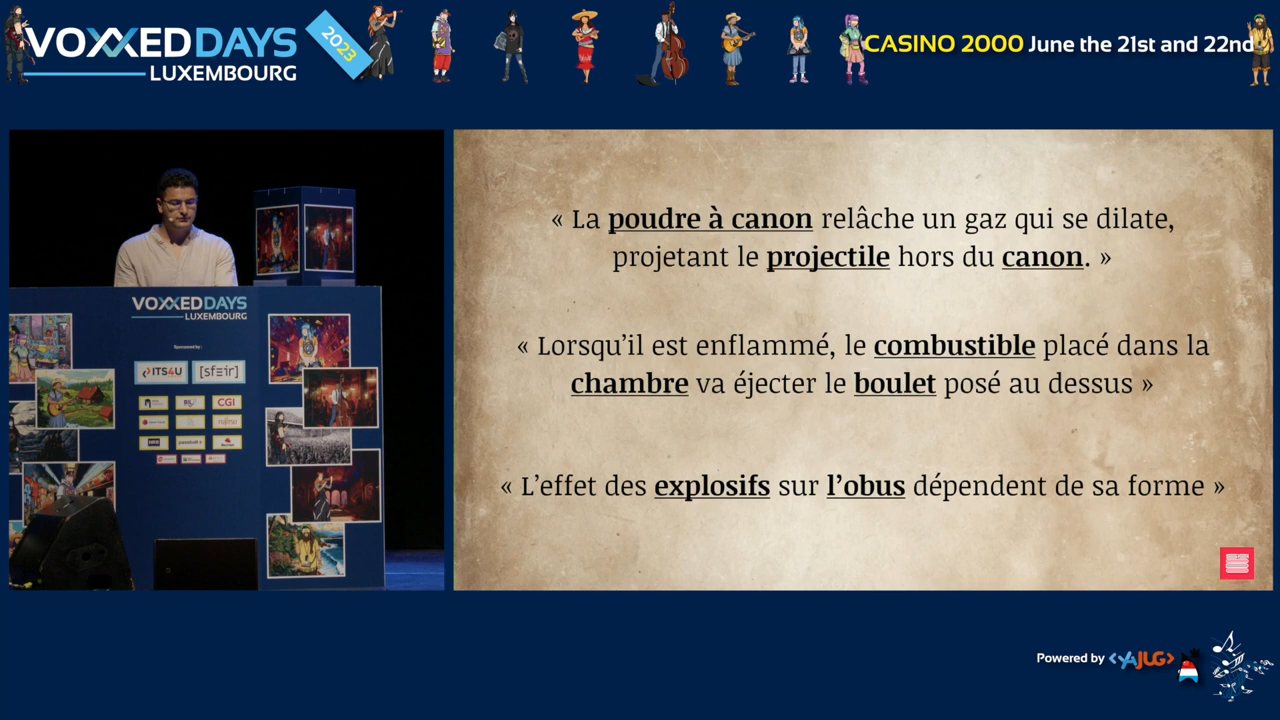 VOXXEDDAYS
LUXEMBOURG
2023
CASINO 2000 June the 21st and 22nd
« La poudre à canon relâche un gaz qui se dilate,
projetant le projectile hors du canon. »
« Lorsqu’il est enflammé, le combustible placé dans la
chambre va éjecter le boulet posé au dessus »
« L’effet des explosifs sur l’obus dépendent de sa forme »
VOXXEDDAYS
LUXEMBOURG
Sponsored by :
ITS4U
[sfeir]
CGI
Powered by <YAJUG>